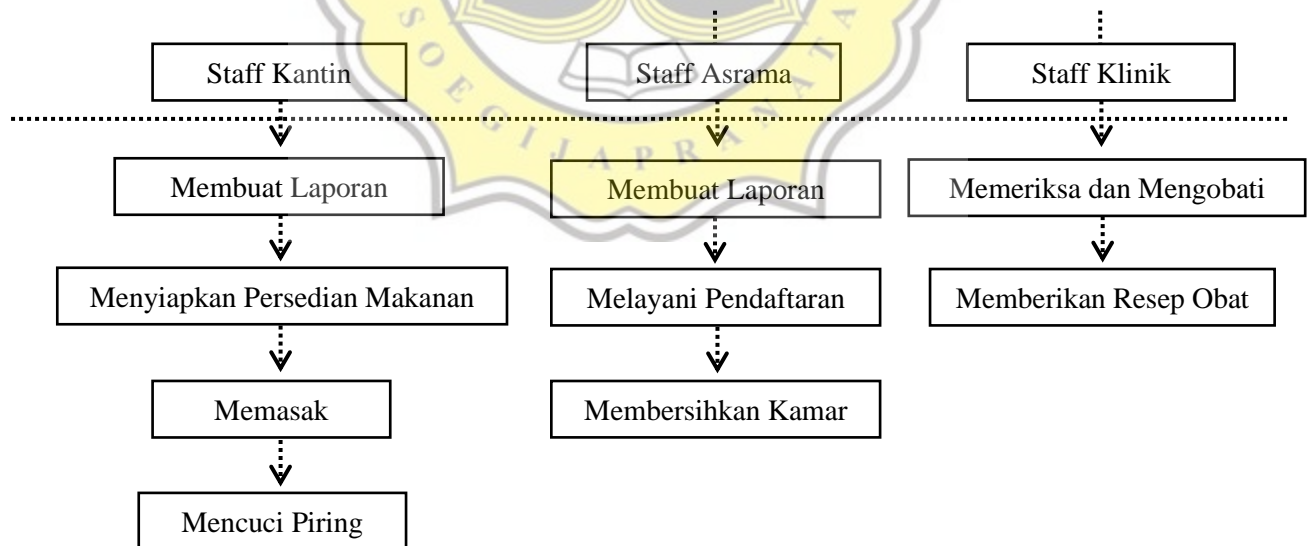 Staff Kantin
Staff Asrama
Staff Klinik
SOEGIJAPRANATA
Membuat Laporan
Membuat Laporan
Memeriksa dan Mengobati
Menyiapkan Persedian Makanan
Melayani Pendaftaran
Memberikan Resep Obat
Memasak
Membersihkan Kamar
Mencuci Piring